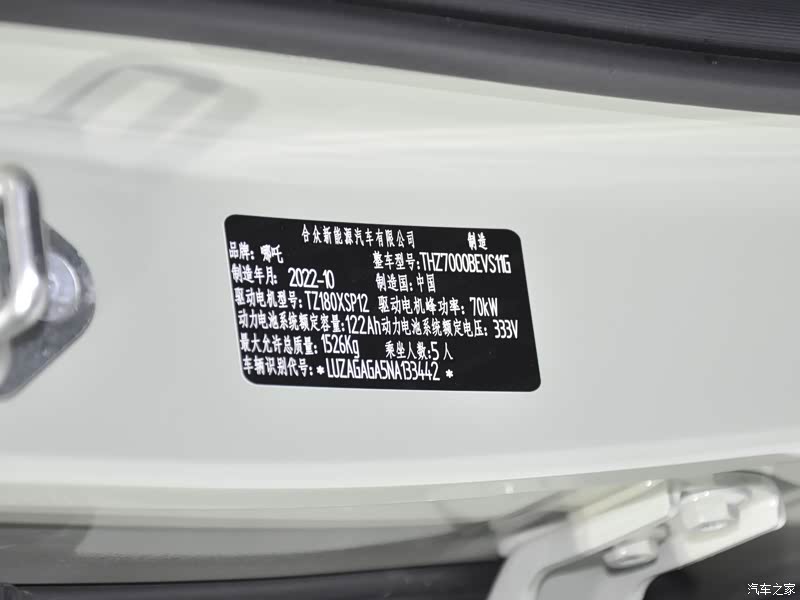 合众新能源汽车有限公司 制造
品牌: 哪吒 整车型号:THZ7000BEVS11G
制造年月: 2022-10 制造国:中国
驱动电机型号:TZ180XSP12 驱动电机峰功率: 70kW
动力电池系统额定容量:122Ah动力电池系统额定电压: 333V
最大允许总质量: 1526Kg 乘坐人数:5人
车辆识别代号:*LUZAGAGA5NA133442*
汽车之家